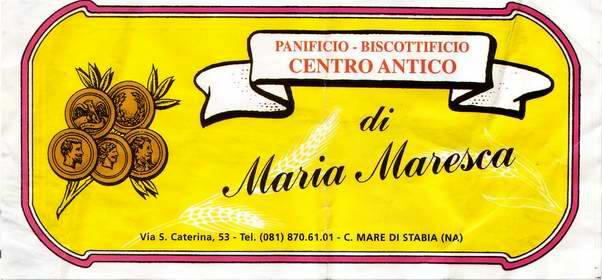 PANIFICIO - BISCOTTIFICIO
CENTRO ANTICO
di
Maria Maresca
Via S. Caterina, 53 - Tel. (081) 870.61.01 - C. MARE DI STABIA (NA)